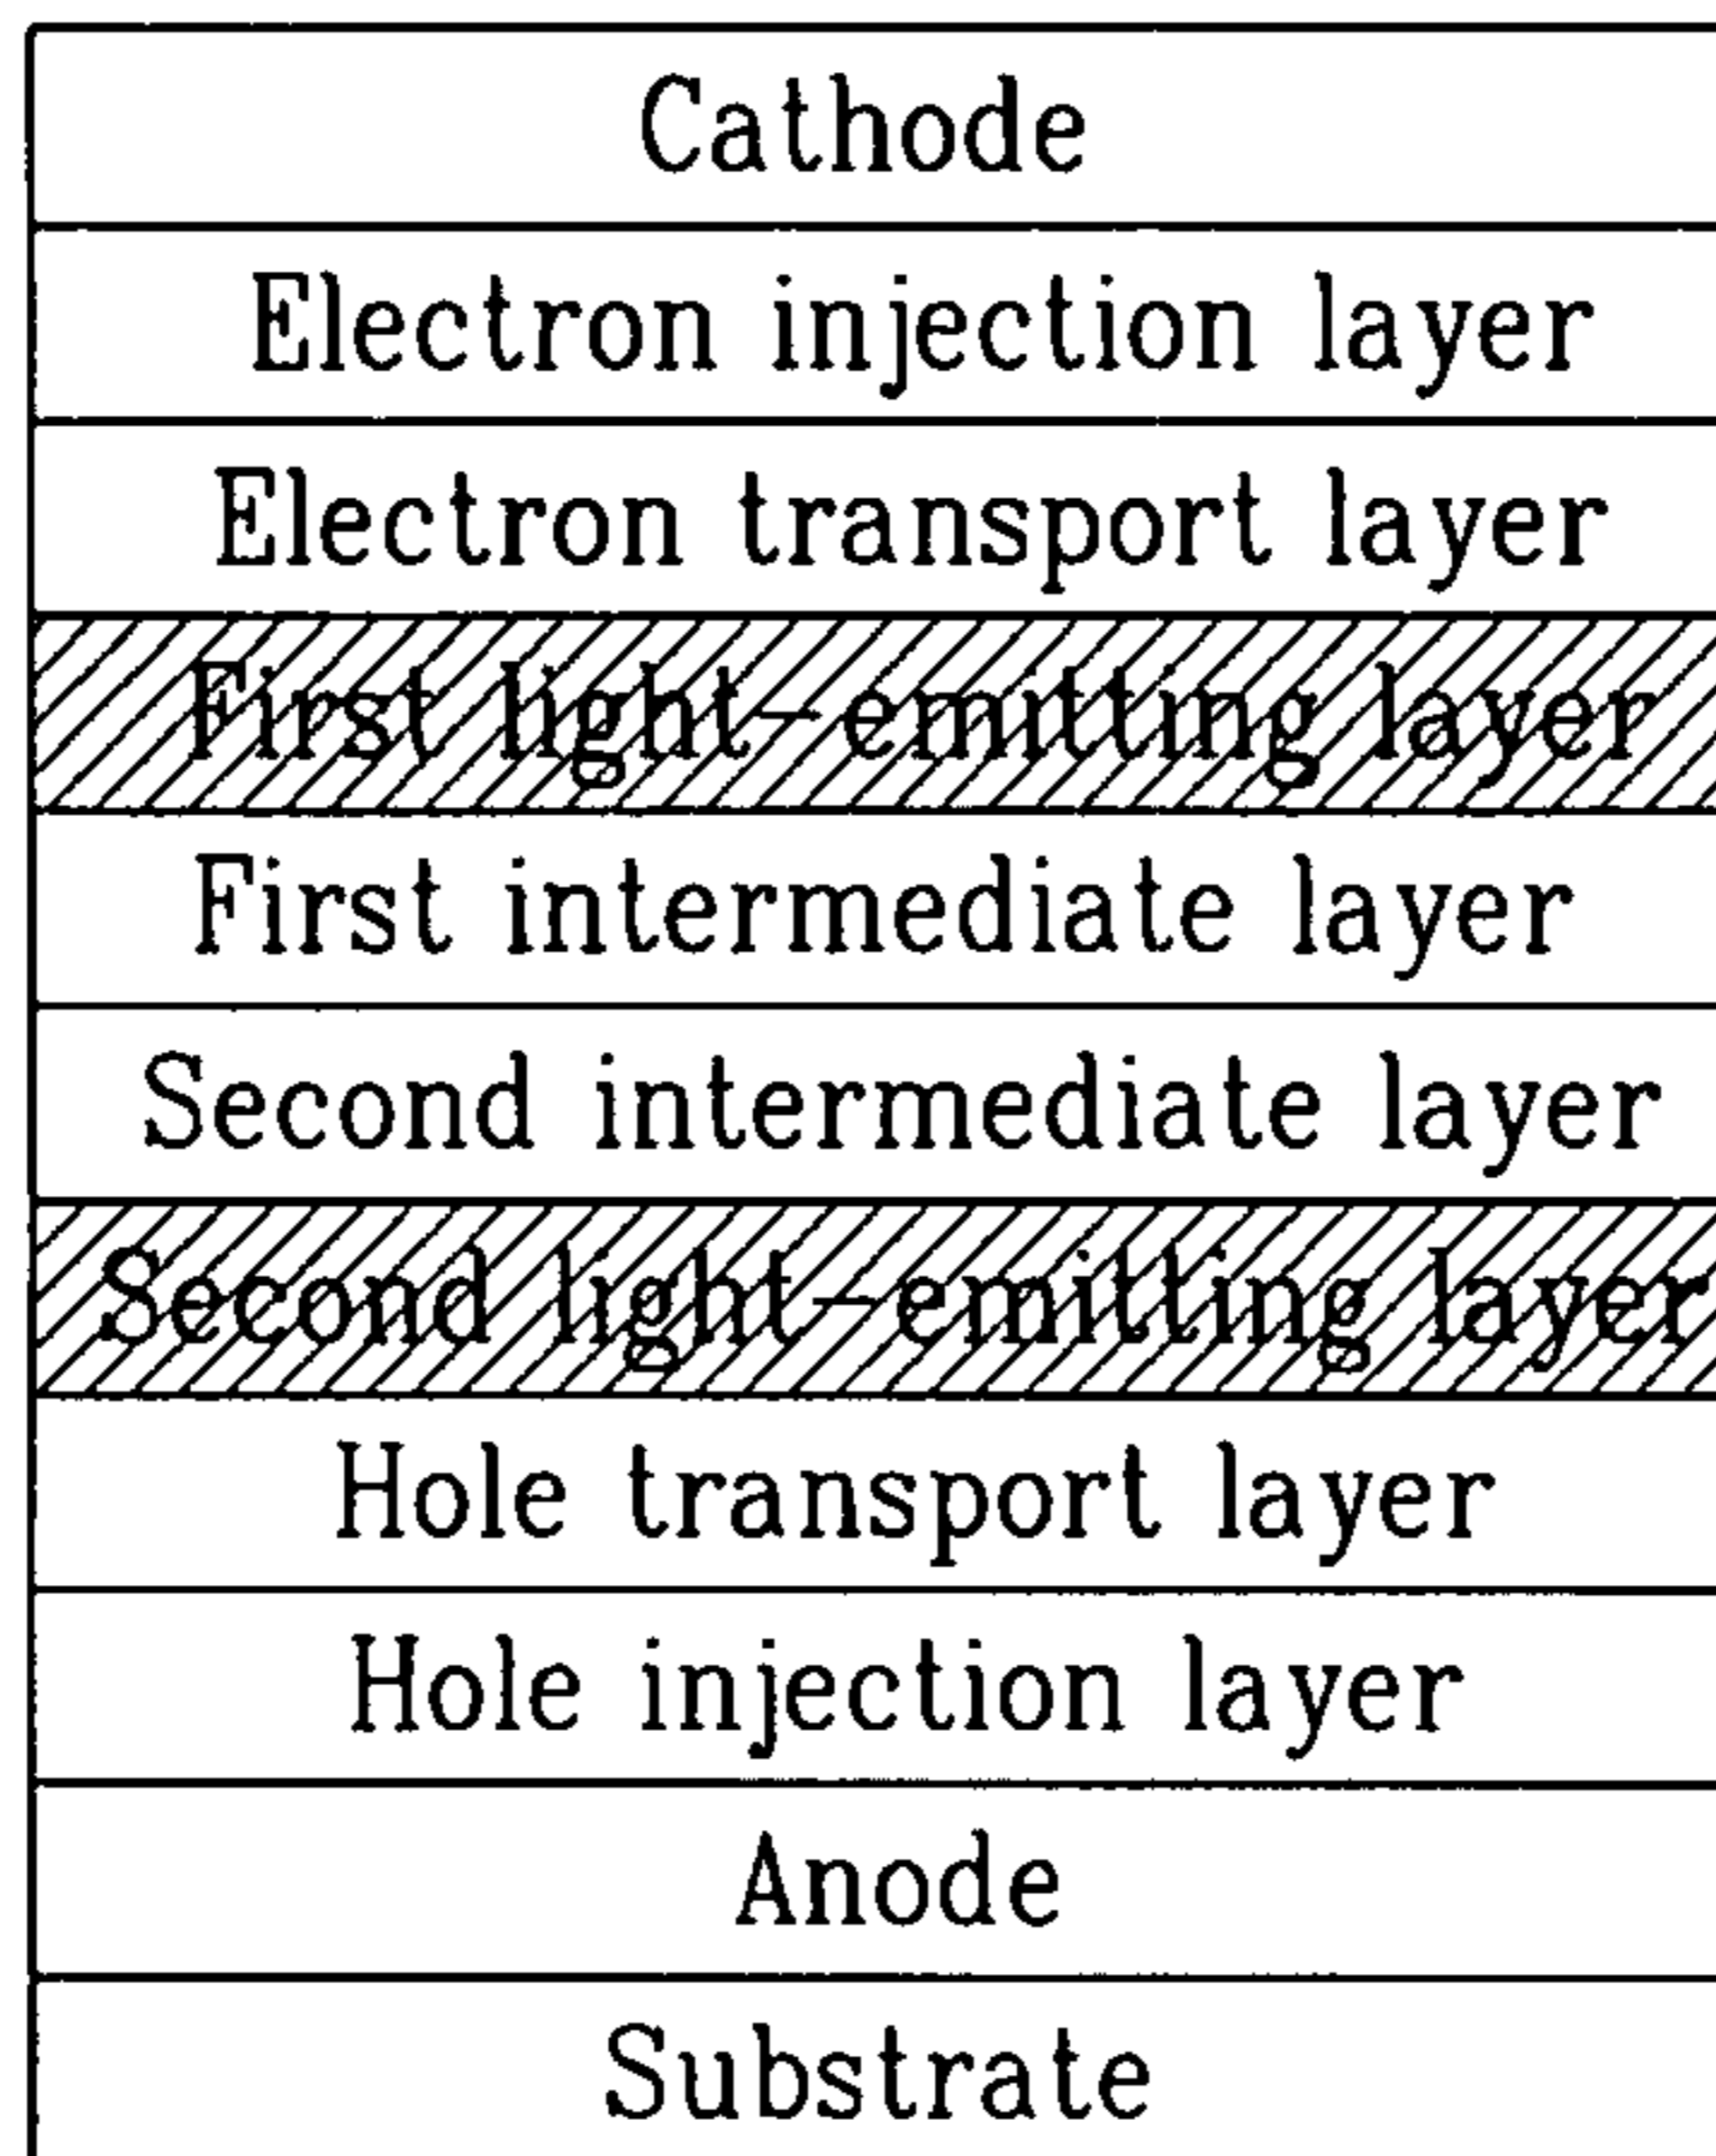 Cathode
Electron injection layer
Electron transport layer
First light-emitting layer
First intermediate layer
Second intermediate layer
Second light-emitting layer
Hole transport layer
Hole injection layer
Anode
Substrate